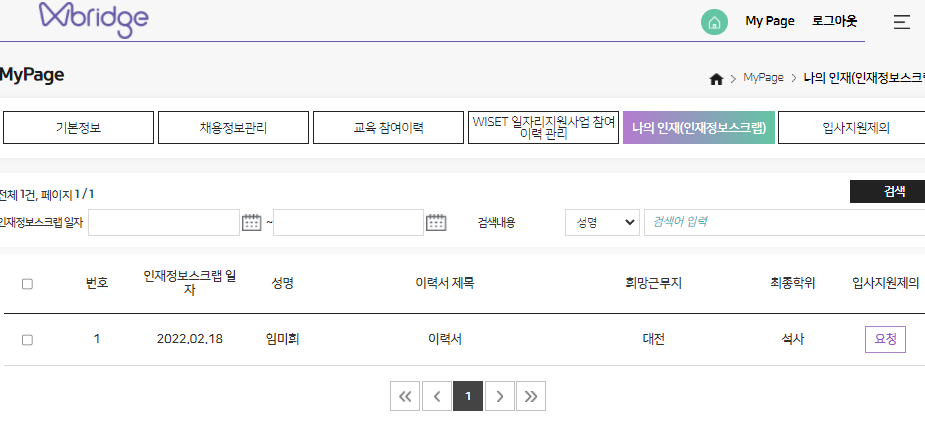 Wbridge
My Page 로그아웃
MyPage
MyPage > 나의 인재(인재정보스크랩
기본정보
채용정보관리
교육 참여이력
WISET 일자리지원사업 참여
이력 관리
나의 인재(인재정보스크랩)
입사지원제의
전체 1건, 페이지 1 / 1
검색
인재정보스크랩 일자 ~ 검색내용 성명 검색어 입력
번호 인재정보스크랩 일
자 성명 이력서 제목 희망근무지 최종학위 입사지원제의
1 2022.02.18 임미희 이력서 대전 석사 요청
1